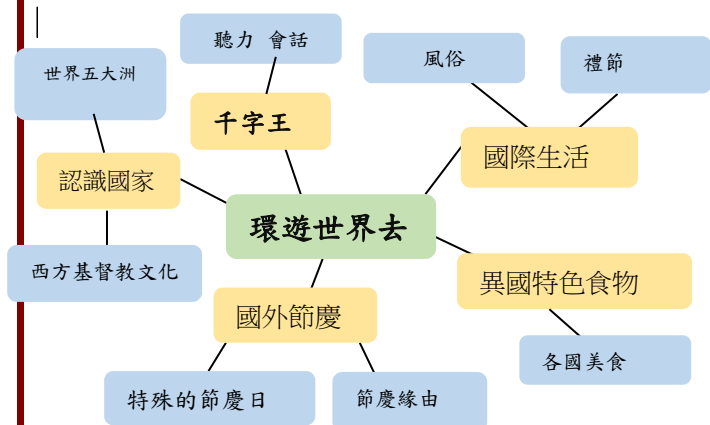 聽力 會話
風俗
禮節
世界五大洲
千字王
國際生活
認識國家
環遊世界去
西方基督教文化
異國特色食物
國外節慶
各國美食
特殊的節慶日
節慶緣由